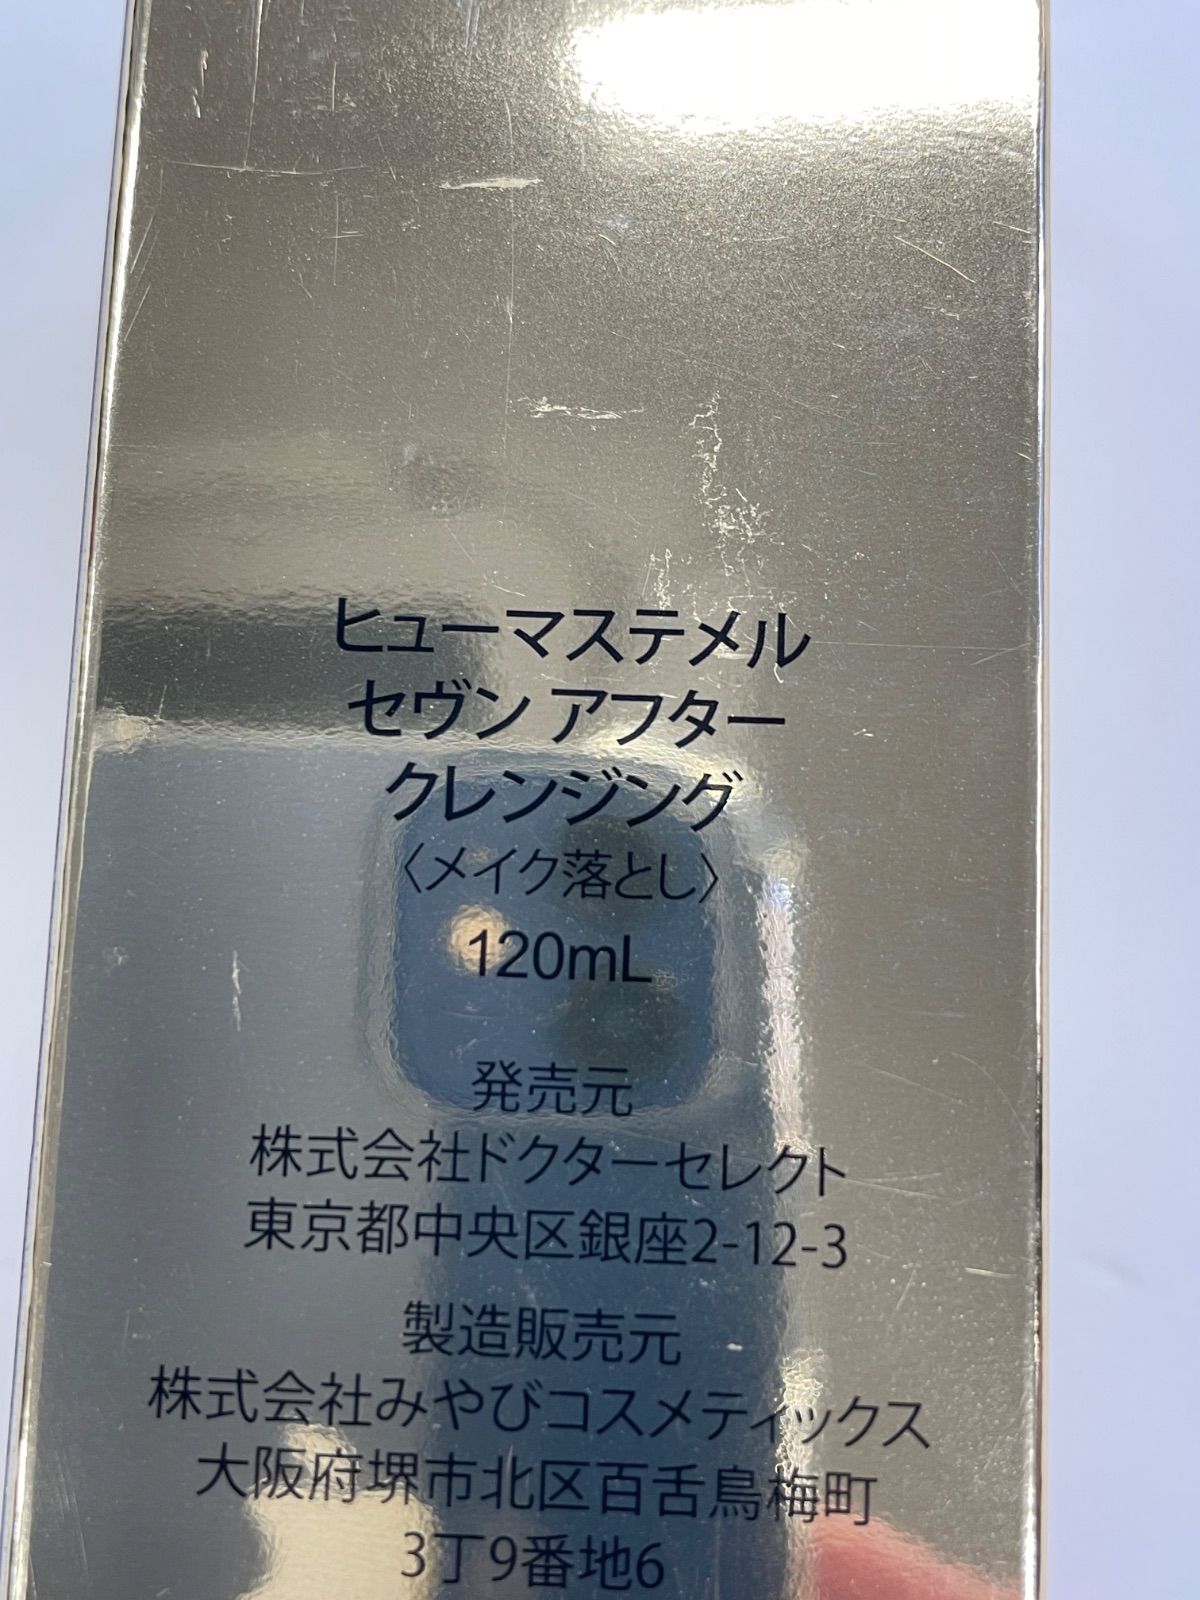 ヒューマステメル
セヴン アフター
クレンジング
〈メイク落とし〉
120mL
発売元
株式会社ドクターセレクト
東京都中央区銀座2-12-3
製造販売元
株式会社みやびコスメティックス
大阪府堺市北区百舌鳥梅町
3丁9番地6